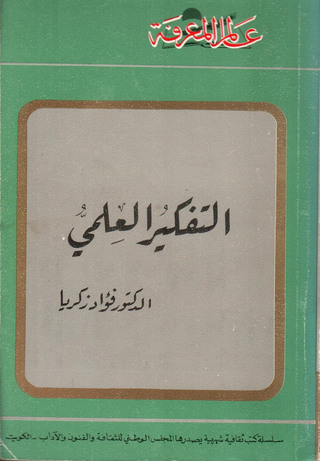 عالم المعرفة
التفكير العلمي
الدكتور فؤاد زكريا
سلسلة كتب ثقافية شهرية يصدرها المجلس الوطني للثقافة والفنون والآداب - الكويت